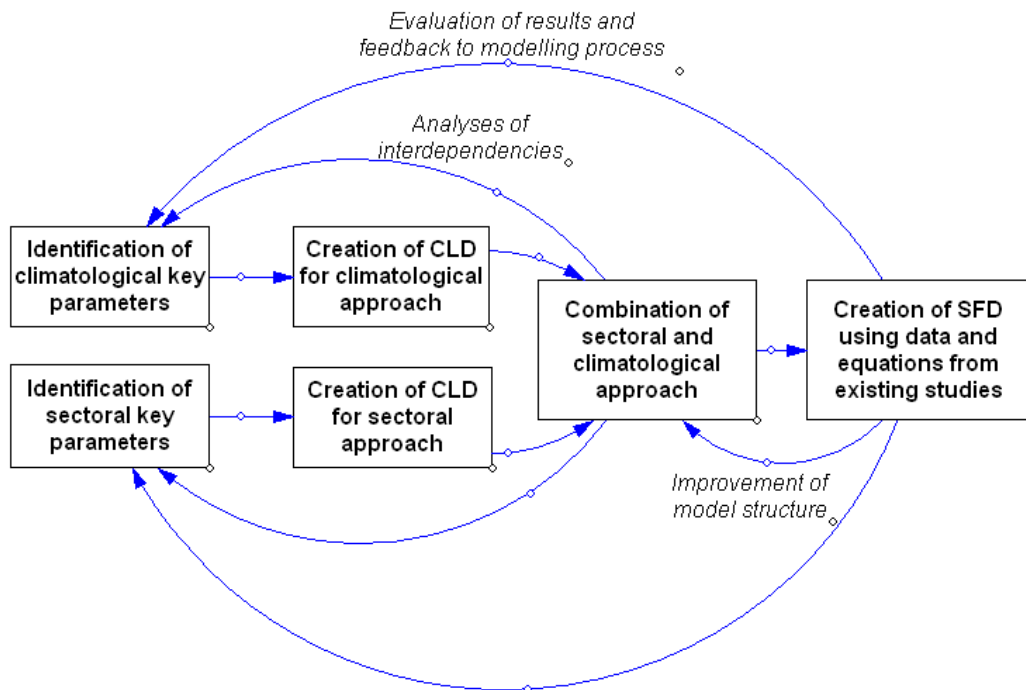 Evaluation of results and
feedback to modelling process
Analyses of
interdependencies
Identification of
climatological key
parameters
Creation of CLD
for climatological
approach
Combination of
sectoral and
climatological
approach
Creation of SFD
using data and
equations from
existing studies
Identification of
sectoral key
parameters
Creation of CLD
for sectoral
approach
Improvement of
model structure